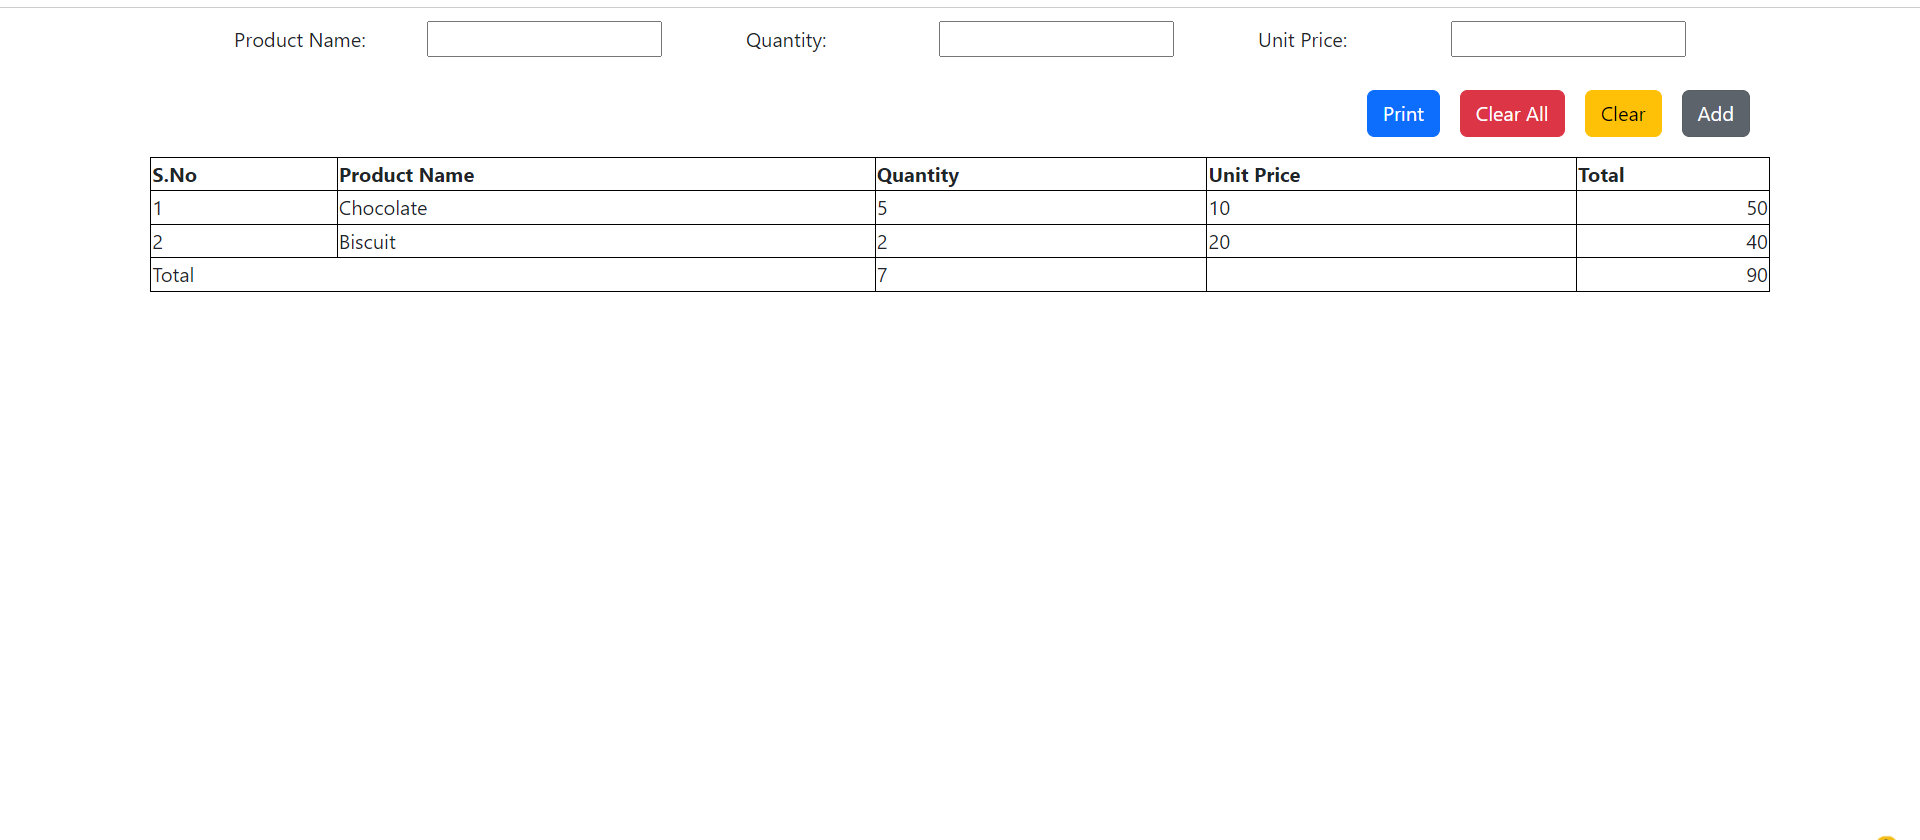 Product Name: Quantity: Unit Price:
Print Clear All Clear Add
S.No Product Name Quantity Unit Price Total
1 Chocolate 5 10 50
2 Biscuit 2 20 40
Total 7 90